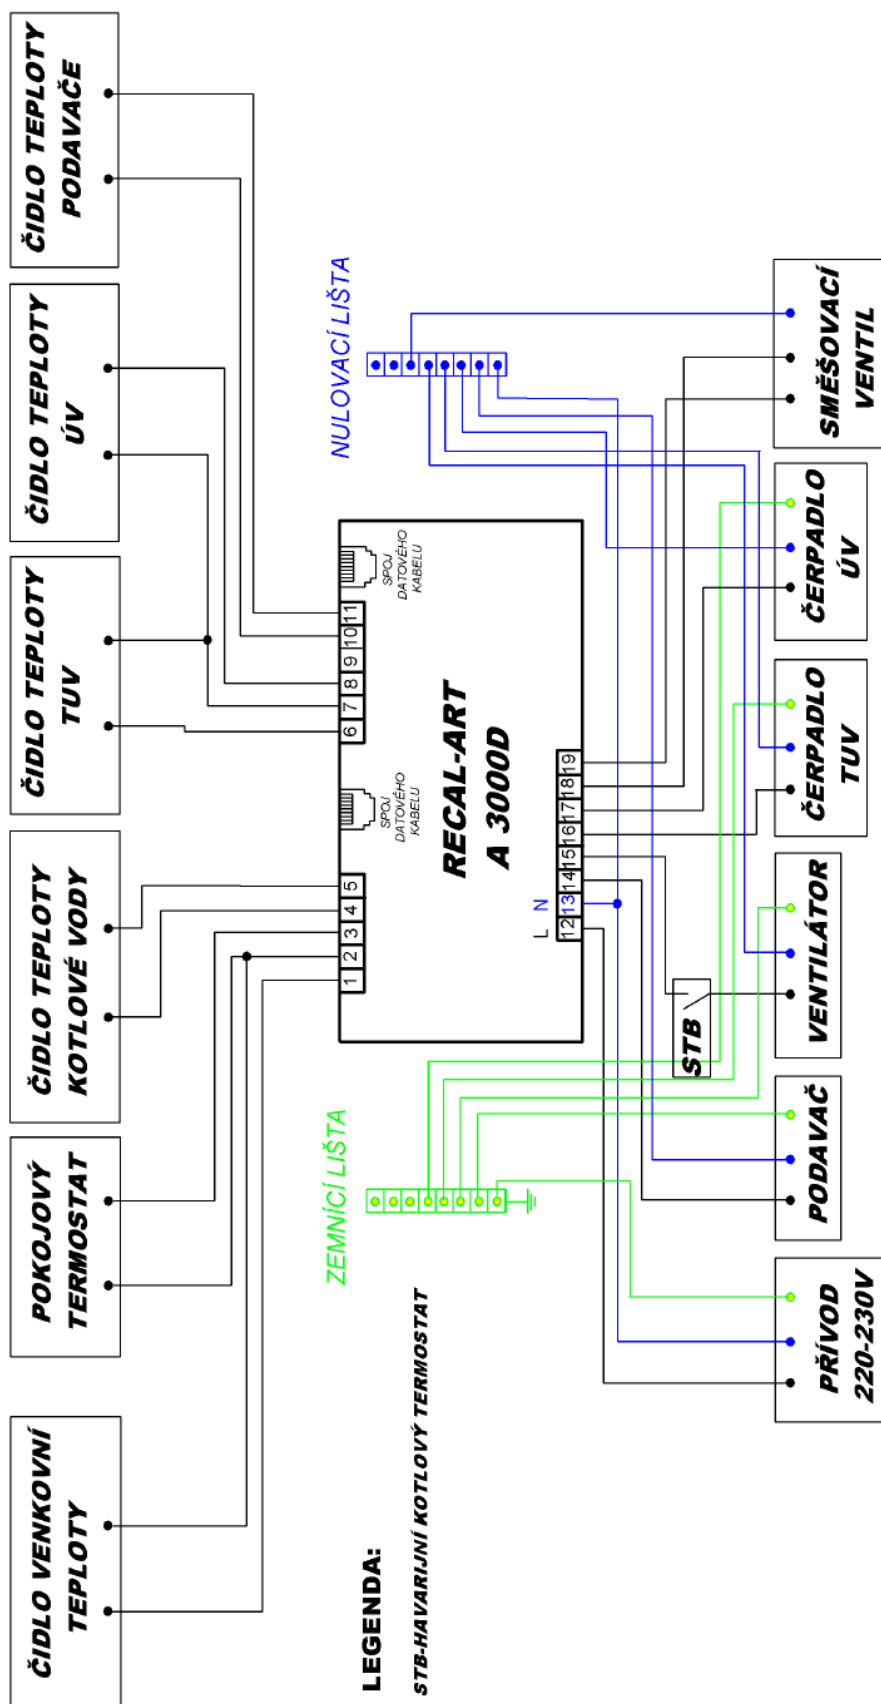 ČIDLO VENKOVNÍ
TEPLOTY
POKOJOVÝ
TERMOSTAT
ČIDLO TEPLOTY
KOTLOVÉ VODY
ČIDLO TEPLOTY
TUV
ČIDLO TEPLOTY
ÚV
ČIDLO TEPLOTY
PODAVAČE
1 2 3 4 5
SPOJ
DATOVÉHO
KABELU
6 7 8 9 10 11
SPOJ
DATOVÉHO
KABELU
RECAL-ART
A 3000D
L N
12 13 14 15 16 17 18 19
ZEMNÍCÍ LIŠTA
NULOVACÍ LIŠTA
STB
PŘÍVOD
220-230V
PODAVAČ
VENTILÁTOR
ČERPADLO
TUV
ČERPADLO
ÚV
SMĚŠOVACÍ
VENTIL
LEGENDA:
STB-HAVARIJNÍ KOTLOVÝ TERMOSTAT